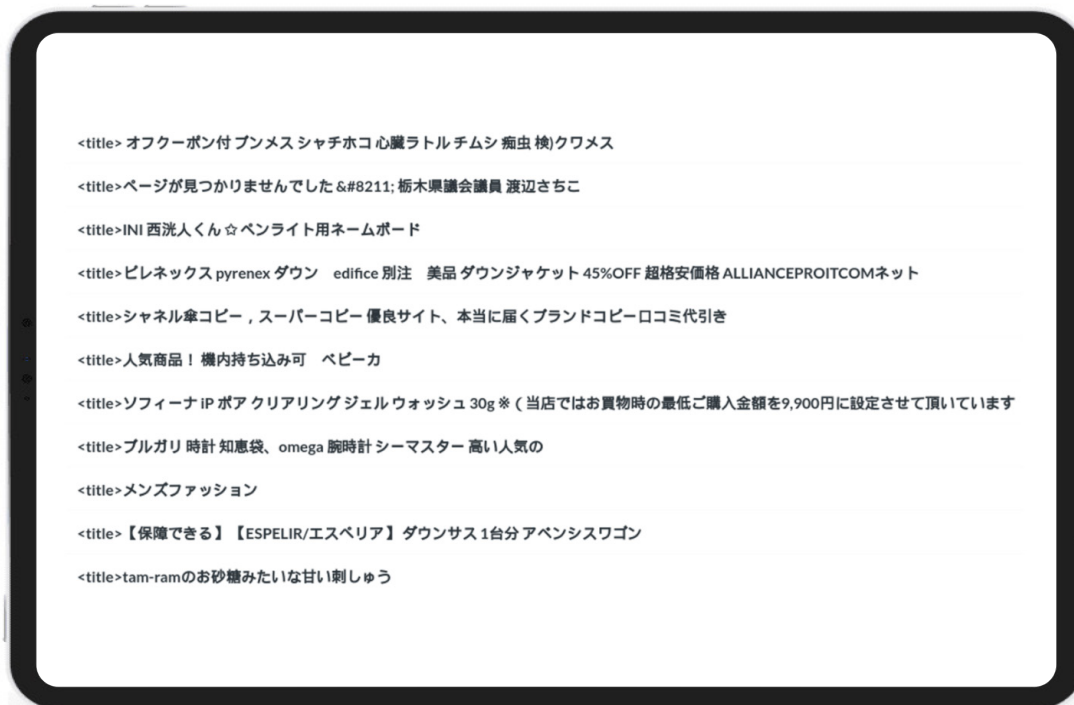 <title> オフクーポン付 ブンメス シャチホコ 心臓ラトル チムシ 痴虫 検)クワメス
<title>ページが見つかりませんでした &#8211; 栃木県議会議員 渡辺さちこ
<title>INI 西洸人くん ☆ ペンライト用ネームボード
<title>ピレネックス pyrenex ダウン　edifice 別注　美品 ダウンジャケット 45%OFF 超格安価格 ALLIANCEPROITCOMネット
<title>シャネル傘コピー , スーパーコピー 優良サイト、本当に届くブランドコピー口コミ代引き
<title>人気商品！ 機内持ち込み可　ベビーカ
<title>ソフィーナ iP ポア クリアリング ジェル ウォッシュ 30g ※ ( 当店ではお買物時の最低ご購入金額を9,900円に設定させて頂いています
<title>ブルガリ 時計 知恵袋、omega 腕時計 シーマスター 高い人気の
<title>メンズファッション
<title>【保障できる】【ESPELIR/エスペリア】ダウンサス 1台分 アベンシスワゴン
<title>tam-ramのお砂糖みたいな甘い刺しゅう